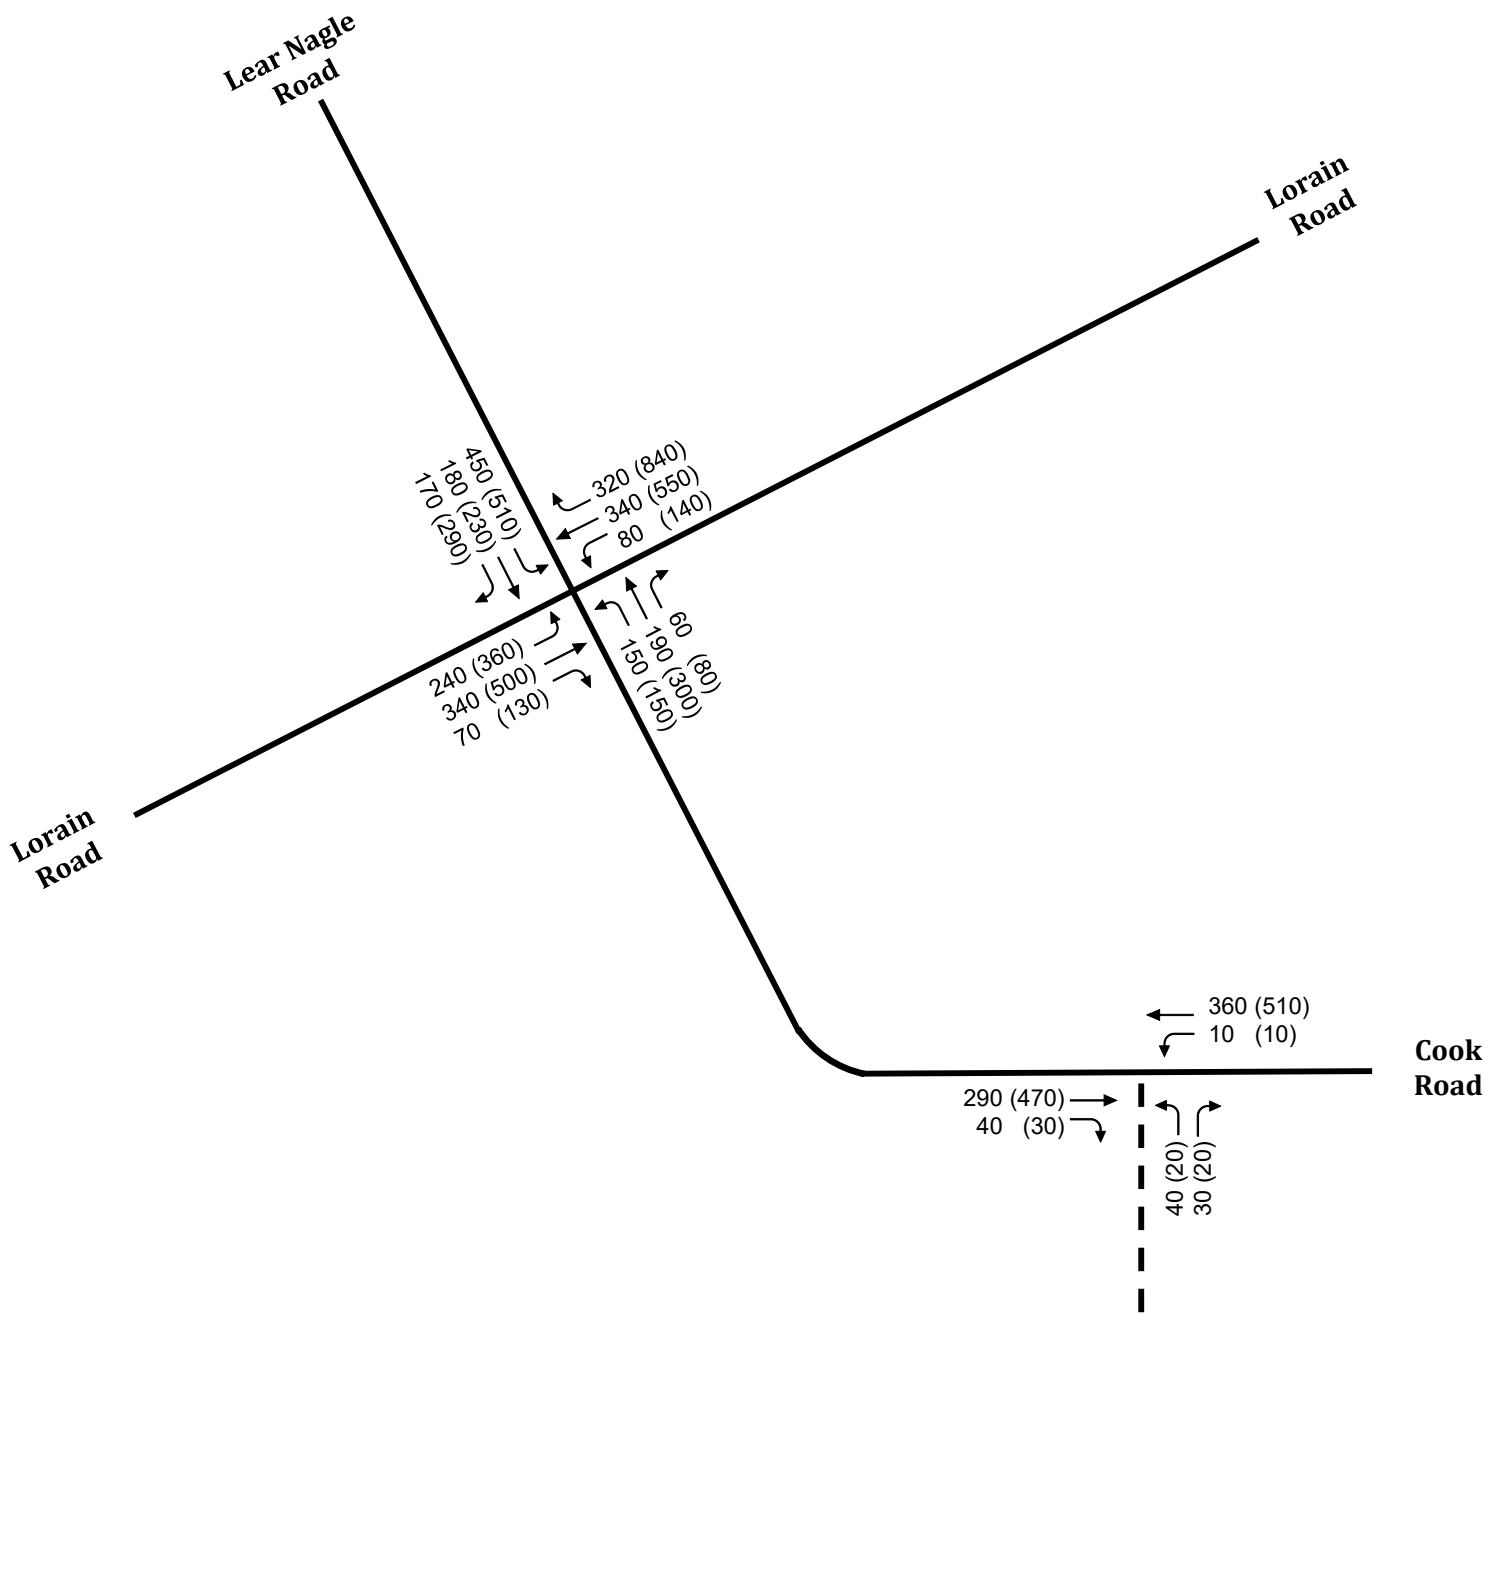 Lear Nagle
Road
Lorain
Road
450 (510)
180 (230)
170 (290)
320 (840)
340 (550)
80 (140)
240 (360)
340 (500)
70 (130)
60 (80)
190 (300)
150 (150)
Lorain
Road
360 (510)
10 (10)
Cook
Road
290 (470)
40 (30)
40 (20)
30 (20)